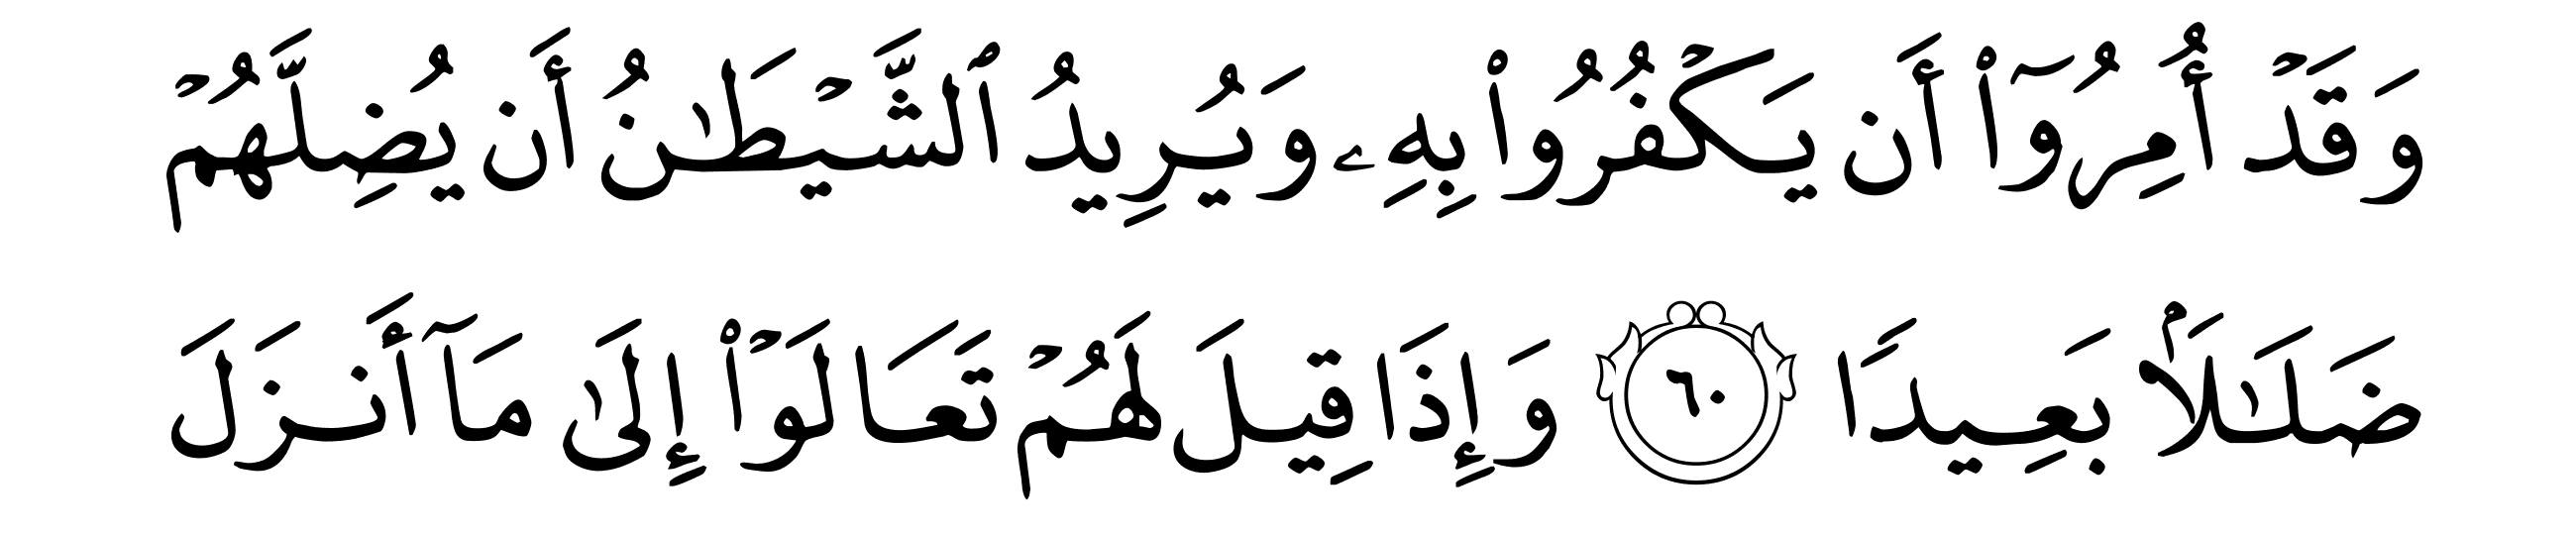 وَقَدۡ أُمِرُوٓاْ أَن يَكۡفُرُواْ بِهِۦ وَيُرِيدُ ٱلشَّيۡطَٰنُ أَن يُضِلَّهُمۡ
ضَلَٰلَۢا بَعِيدٗا ٦٠ وَإِذَا قِيلَ لَهُمۡ تَعَالَوۡاْ إِلَىٰ مَآ أَنزَلَ